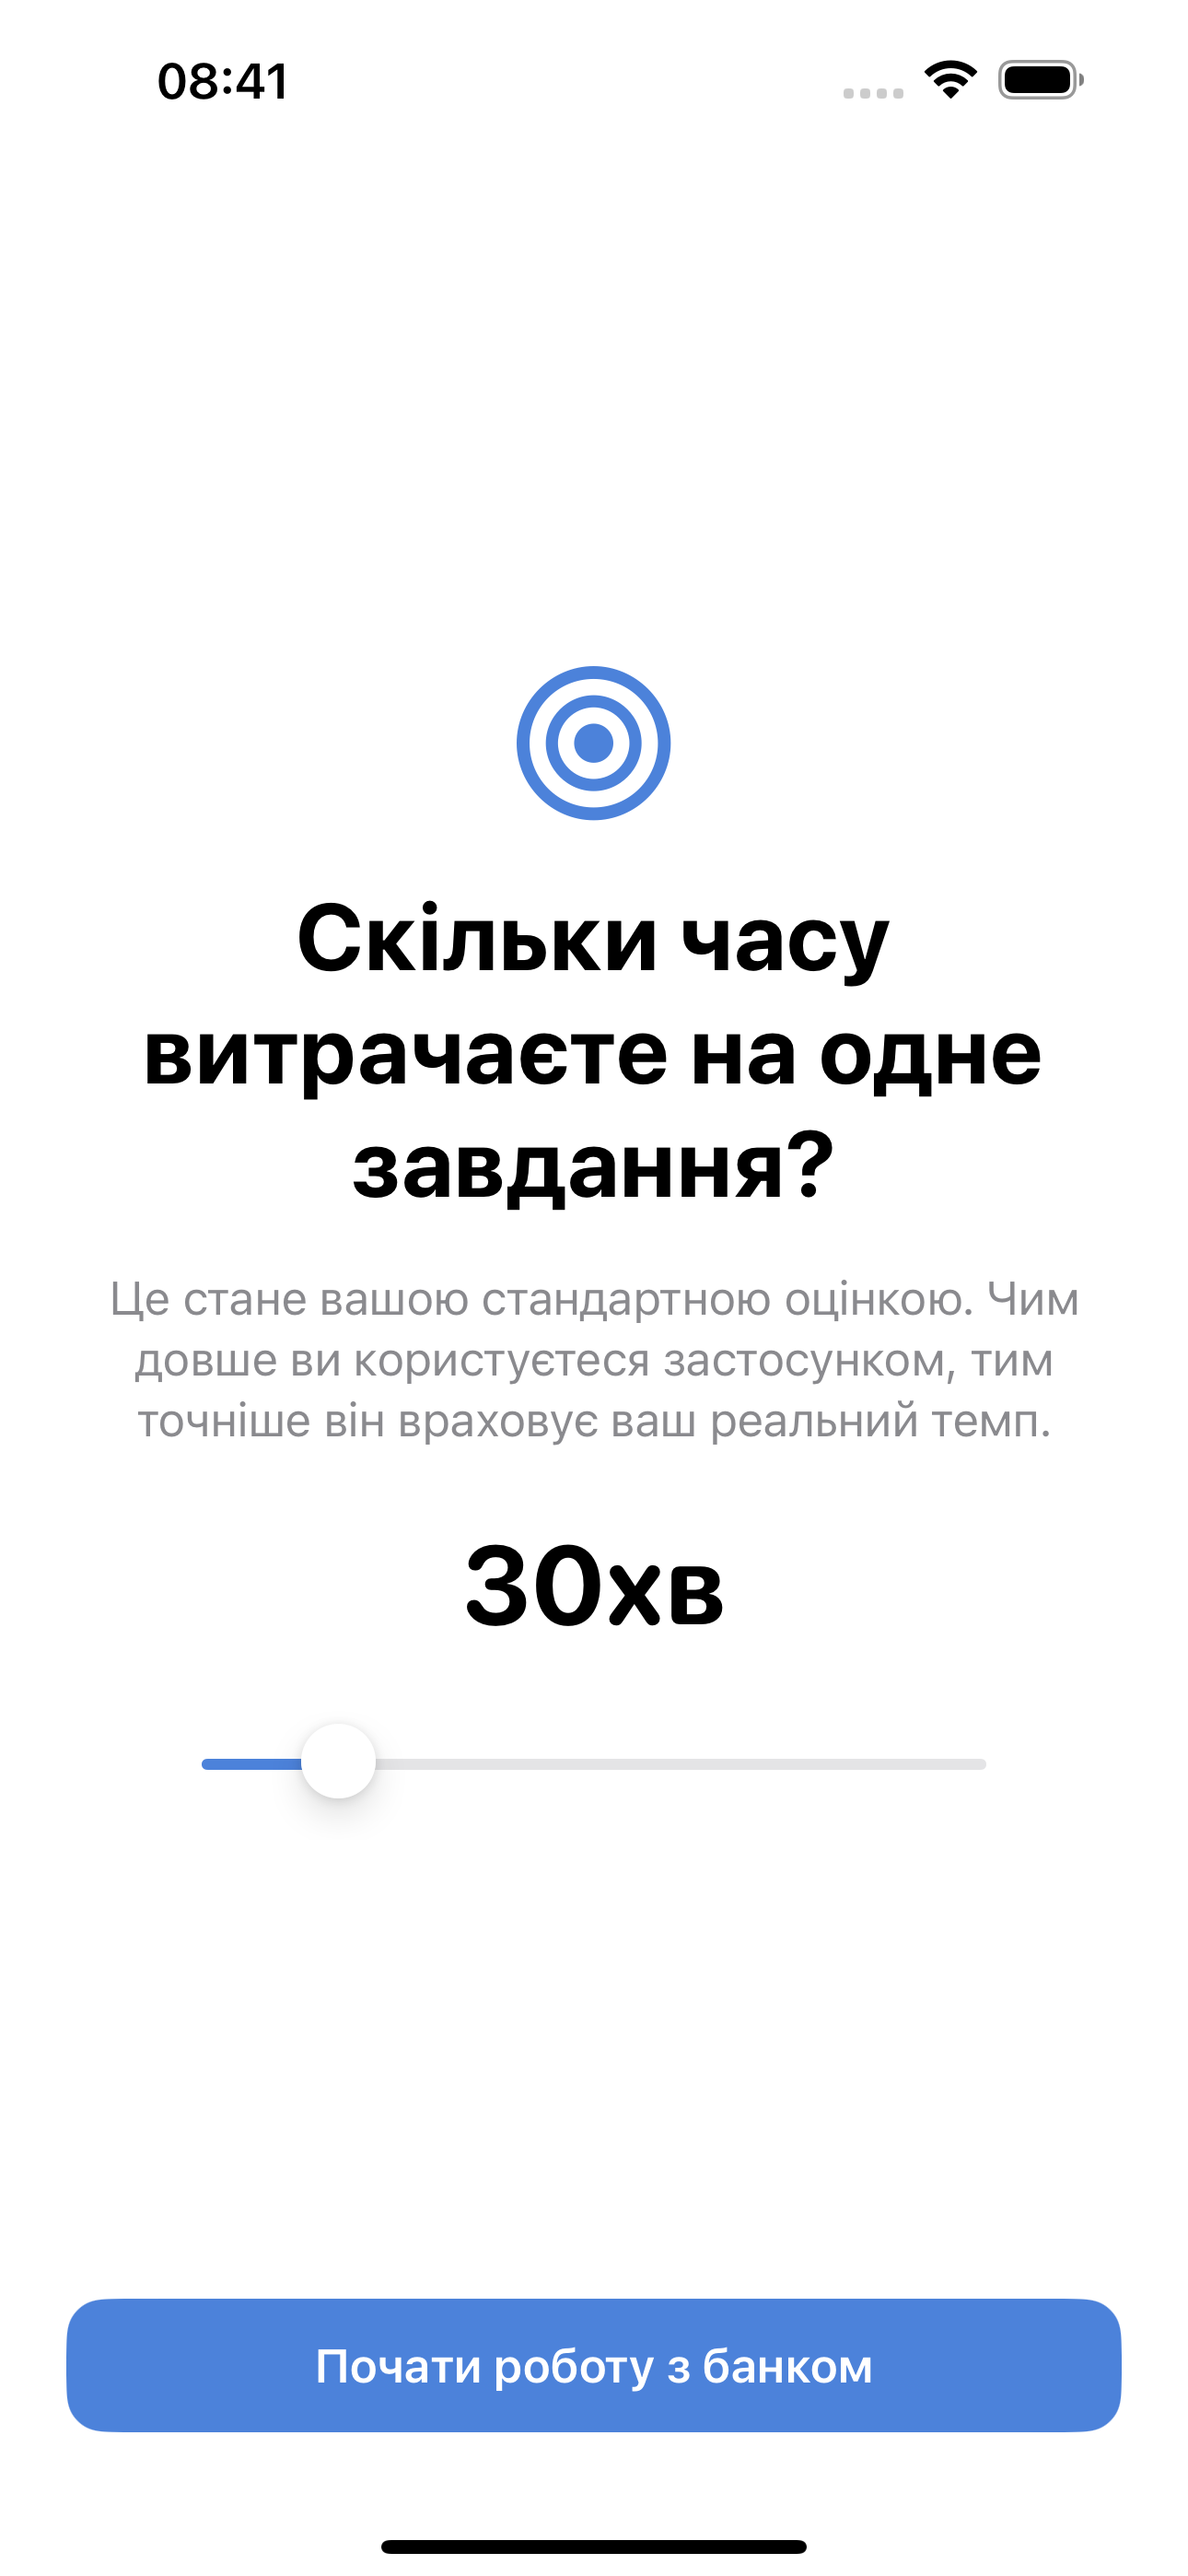 08:41
Скільки часу
витрачаєте на одне
завдання?
Це стане вашою стандартною оцінкою. Чим
довше ви користуєтеся застосунком, тим
точніше він враховує ваш реальний темп.
30хв
Почати роботу з банком